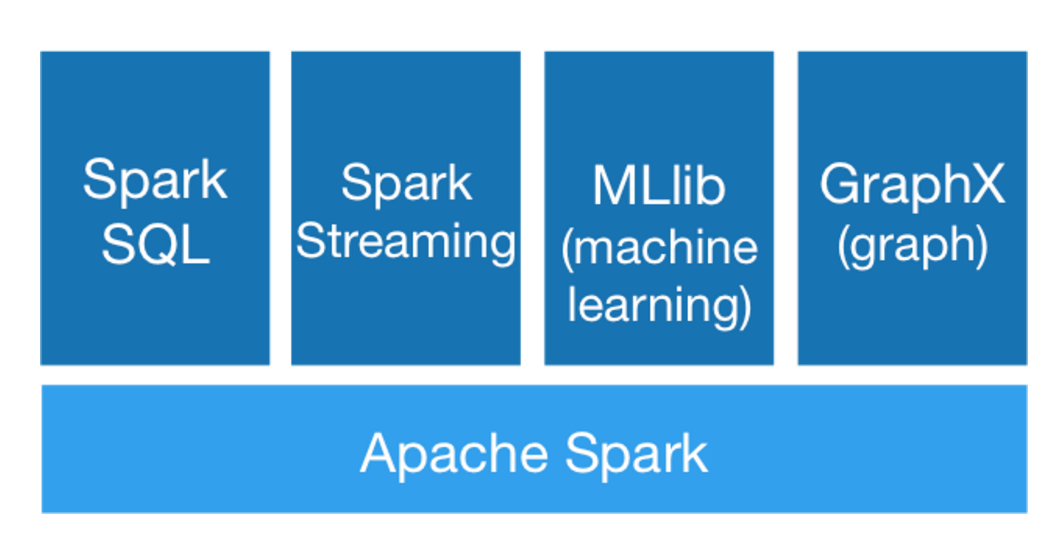 Spark
SQL
Spark
Streaming
MLlib
(machine
learning)
GraphX
(graph)
Apache Spark